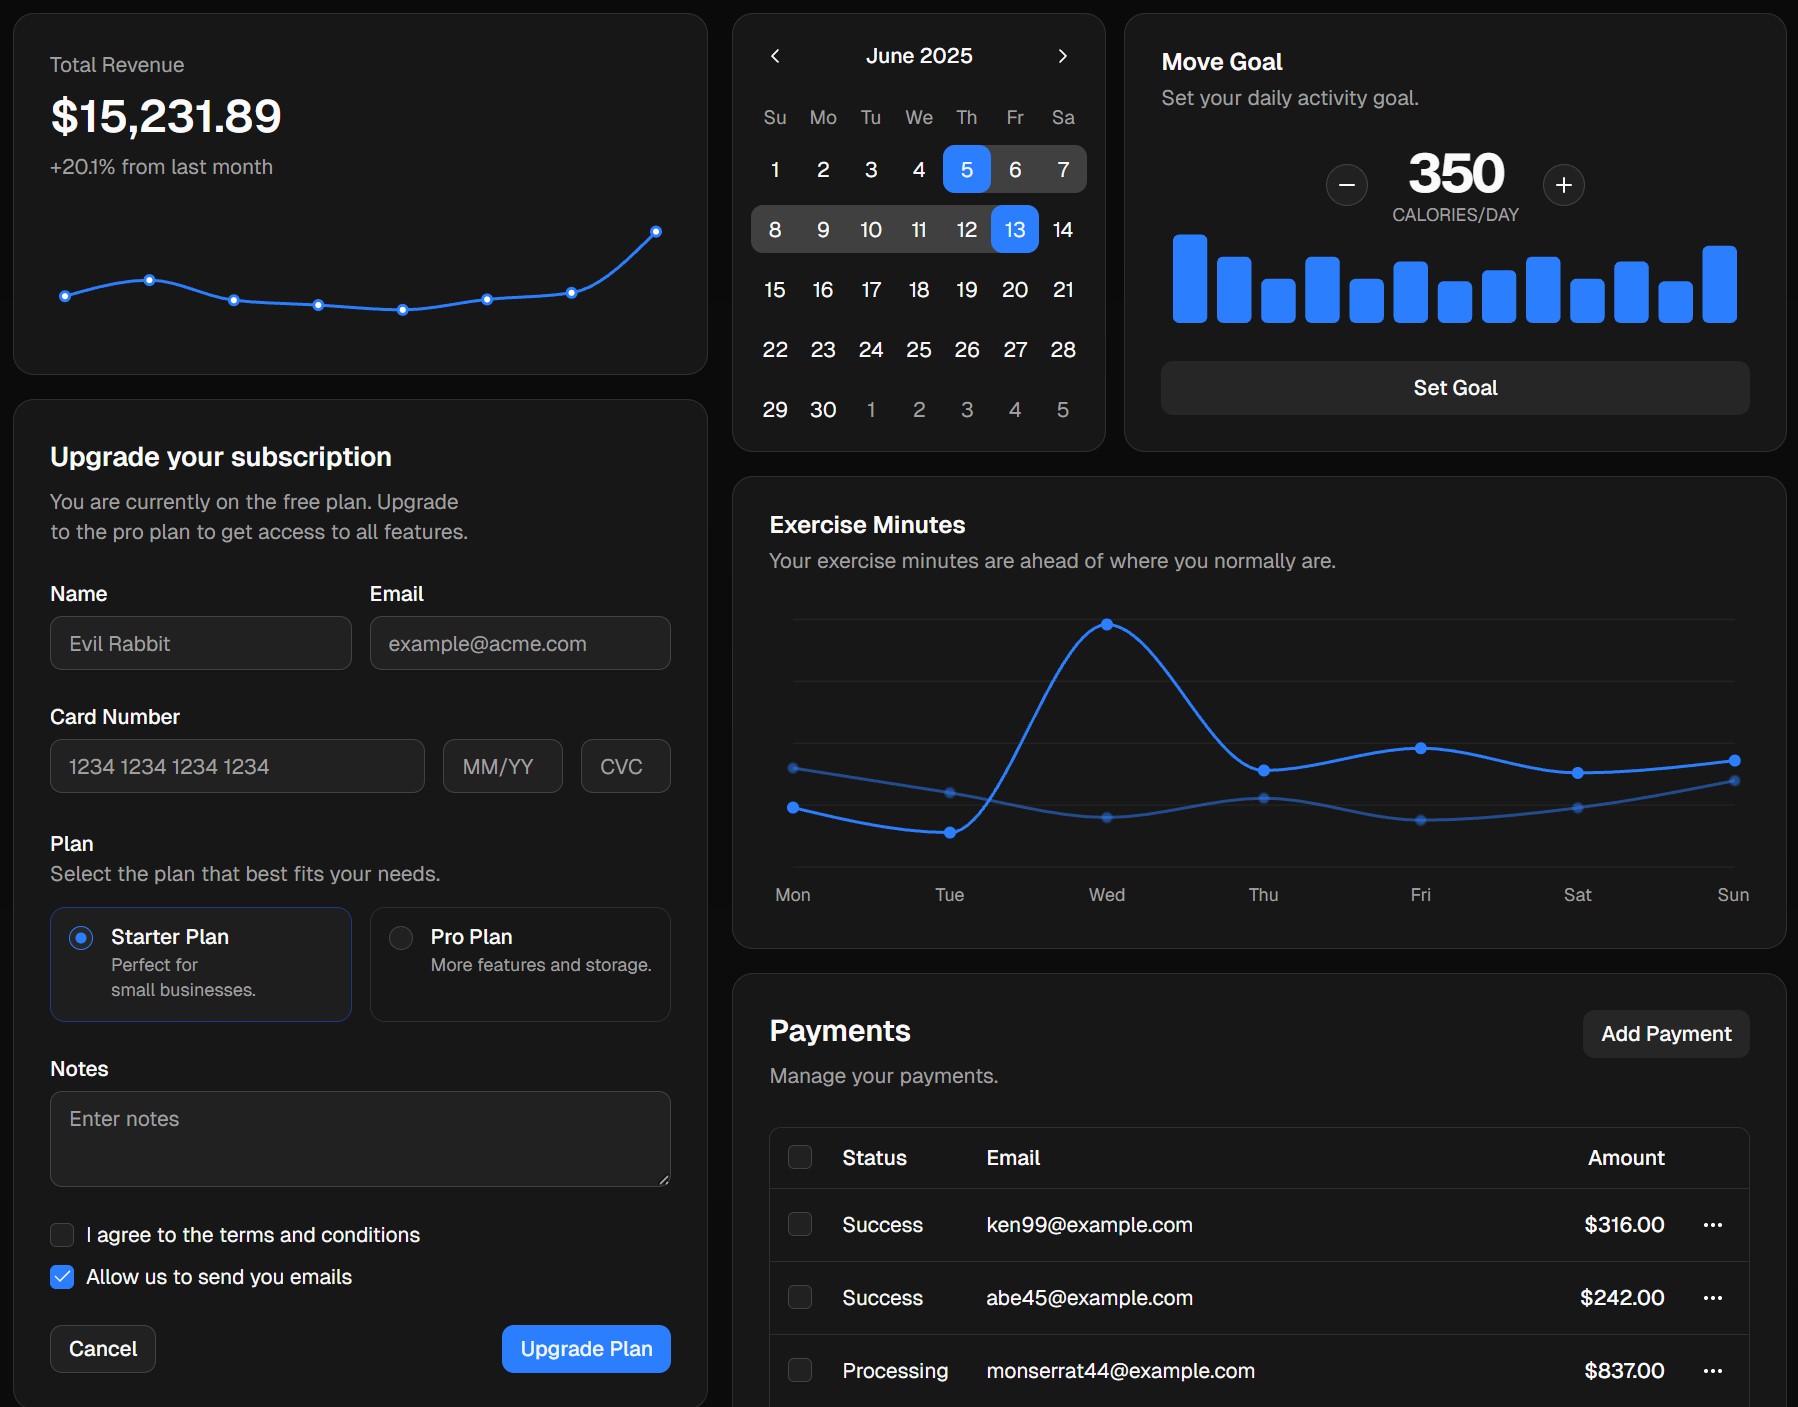 Total Revenue
$15,231.89
+20.1% from last month
Upgrade your subscription
You are currently on the free plan. Upgrade
to the pro plan to get access to all features.
Name Email
Evil Rabbit example@acme.com
Card Number
1234 1234 1234 1234 MM/YY CVC
Plan
Select the plan that best fits your needs.
Starter Plan
Perfect for
small businesses.
Pro Plan
More features and storage.
Notes
Enter notes
I agree to the terms and conditions
Allow us to send you emails
Cancel Upgrade Plan
June 2025
Su Mo Tu We Th Fr Sa
1 2 3 4 5 6 7
8 9 10 11 12 13 14
15 16 17 18 19 20 21
22 23 24 25 26 27 28
29 30 1 2 3 4 5
Move Goal
Set your daily activity goal.
350
CALORIES/DAY
Set Goal
Exercise Minutes
Your exercise minutes are ahead of where you normally are.
Mon Tue Wed Thu Fri Sat Sun
Payments
Manage your payments.
Add Payment
Status Email Amount
Success ken99@example.com $316.00
Success abe45@example.com $242.00
Processing monserrat44@example.com $837.00